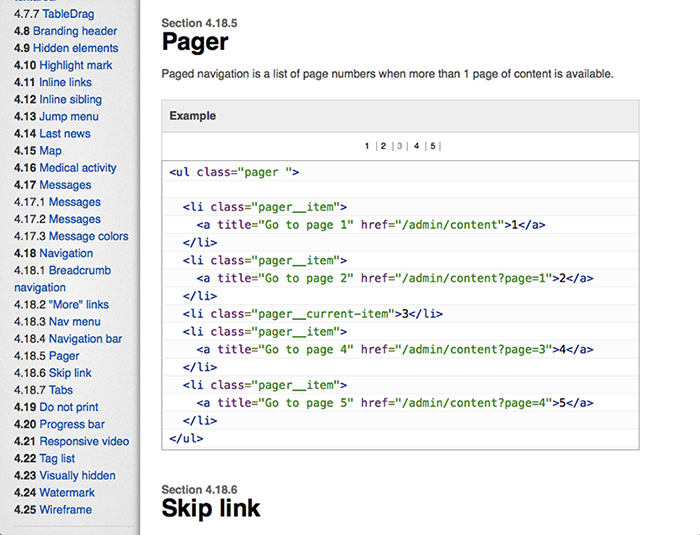 4.7.7 TableDrag
4.8 Branding header
4.9 Hidden elements
4.10 Highlight mark
4.11 Inline links
4.12 Inline sibling
4.13 Jump menu
4.14 Last news
4.15 Map
4.16 Medical activity
4.17 Messages
4.17.1 Messages
4.17.2 Messages
4.17.3 Message colors
4.18 Navigation
4.18.1 Breadcrumb
navigation
4.18.2 "More" links
4.18.3 Nav menu
4.18.4 Navigation bar
4.18.5 Pager
4.18.6 Skip link
4.18.7 Tabs
4.19 Do not print
4.20 Progress bar
4.21 Responsive video
4.22 Tag list
4.23 Visually hidden
4.24 Watermark
4.25 Wireframe
Section 4.18.5
Pager
Paged navigation is a list of page numbers when more than 1 page of content is available.
Example
1 | 2 | 3 | 4 | 5 |
<ul class="pager ">
<li class="pager__item">
<a title="Go to page 1" href="/admin/content">1</a>
</li>
<li class="pager__item">
<a title="Go to page 2" href="/admin/content?page=1">2</a>
</li>
<li class="pager__current-item">3</li>
<li class="pager__item">
<a title="Go to page 4" href="/admin/content?page=3">4</a>
</li>
<li class="pager__item">
<a title="Go to page 5" href="/admin/content?page=4">5</a>
</li>
</ul>
Section 4.18.6
Skip link